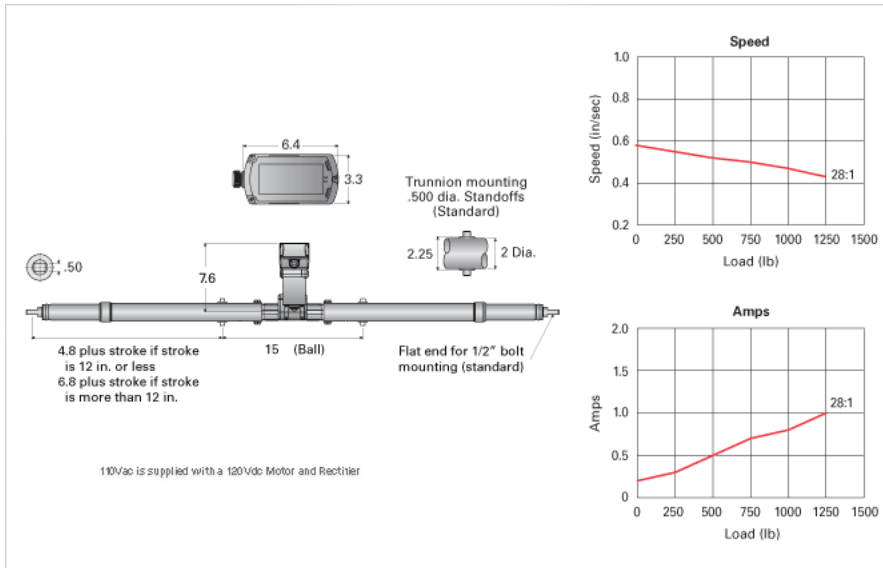 6.4
3.3
Trunnion mounting
.500 dia. Standoffs
(Standard)
2.25
2 Dia.
.50
7.6
4.8 plus stroke if stroke
is 12 in. or less
6.8 plus stroke if stroke
is more than 12 in.
15 (Ball)
Flat end for 1/2" bolt
mounting (standard)
110Vac is supplied with a 120Vdc Motor and Rectifier
Speed
Speed (in/sec)
1.0
0.8
0.6
0.4
0.2
28:1
0 250 500 750 1000 1250 1500
Load (lb)
Amps
Amps
2.0
1.5
1.0
0.5
0
28:1
0 250 500 750 1000 1250 1500
Load (lb)